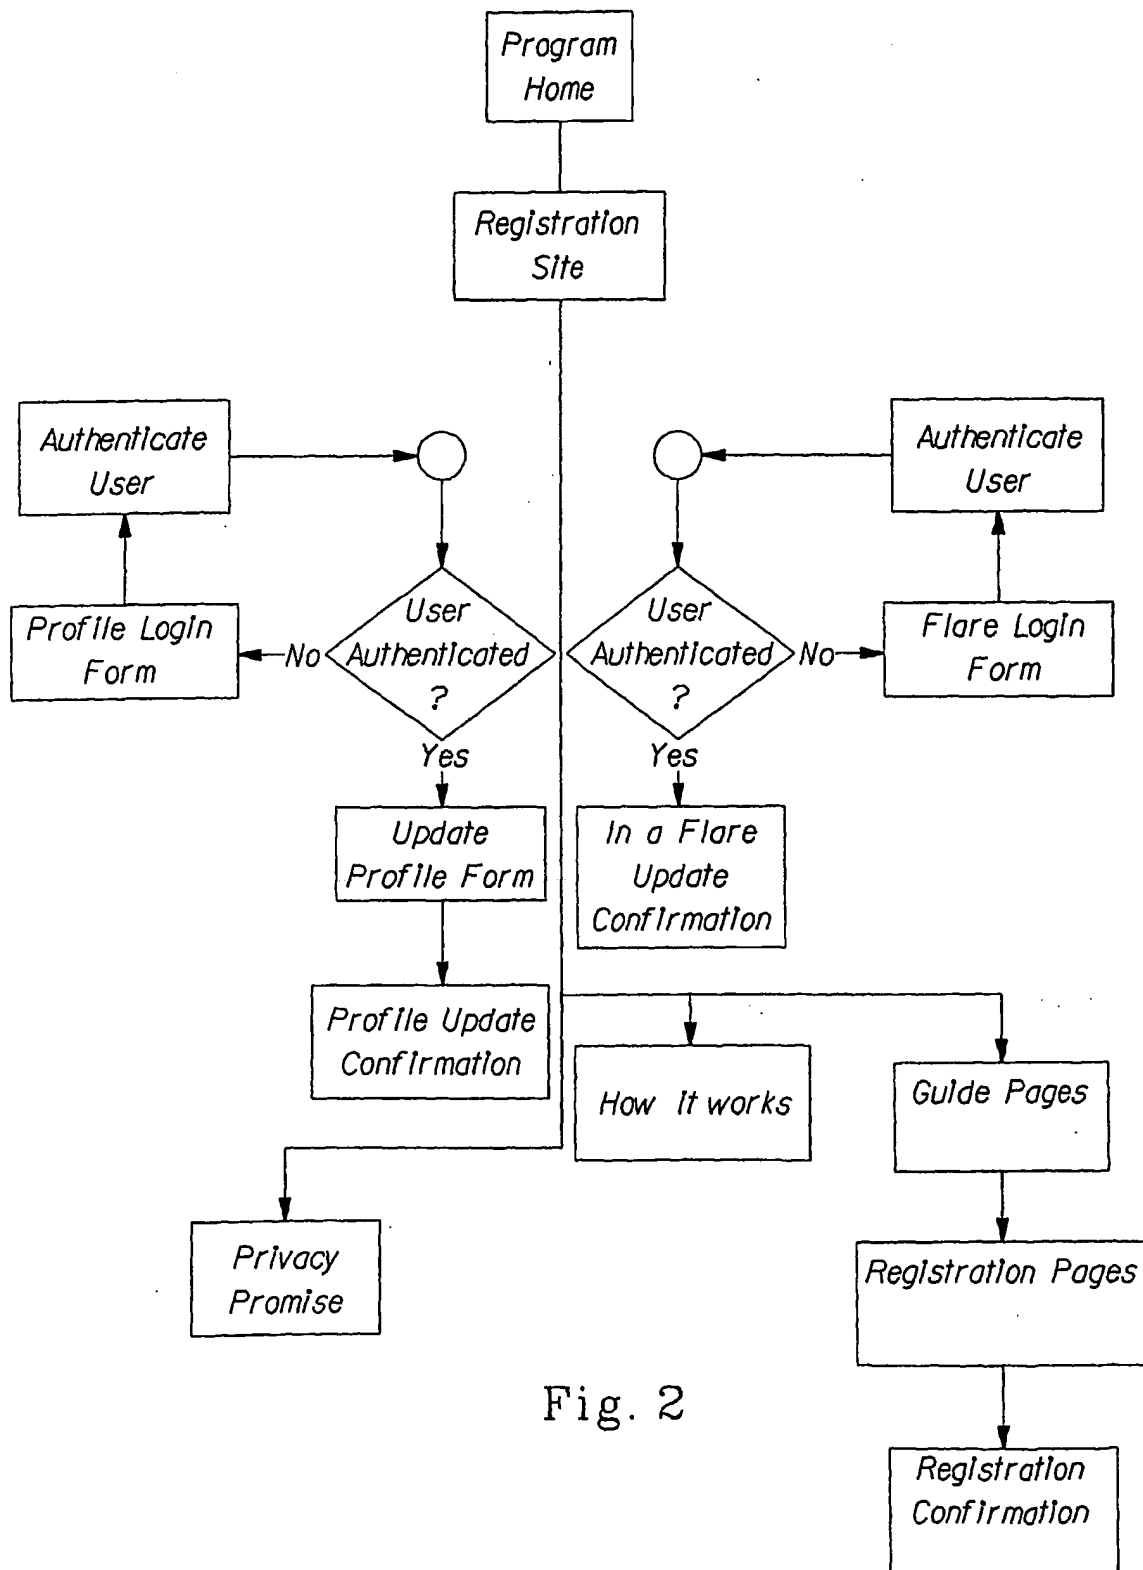 Program
Home
Registration
Site
Authenticate
User
Authenticate
User
Profile Login
Form
No
User
Authenticated
?
User
Authenticated
?
No
Flare Login
Form
Yes
Yes
Update
Profile Form
In a Flare
Update
Confirmation
Profile Update
Confirmation
How it works
Guide Pages
Privacy
Promise
Registration Pages
Fig. 2
Registration
Confirmation